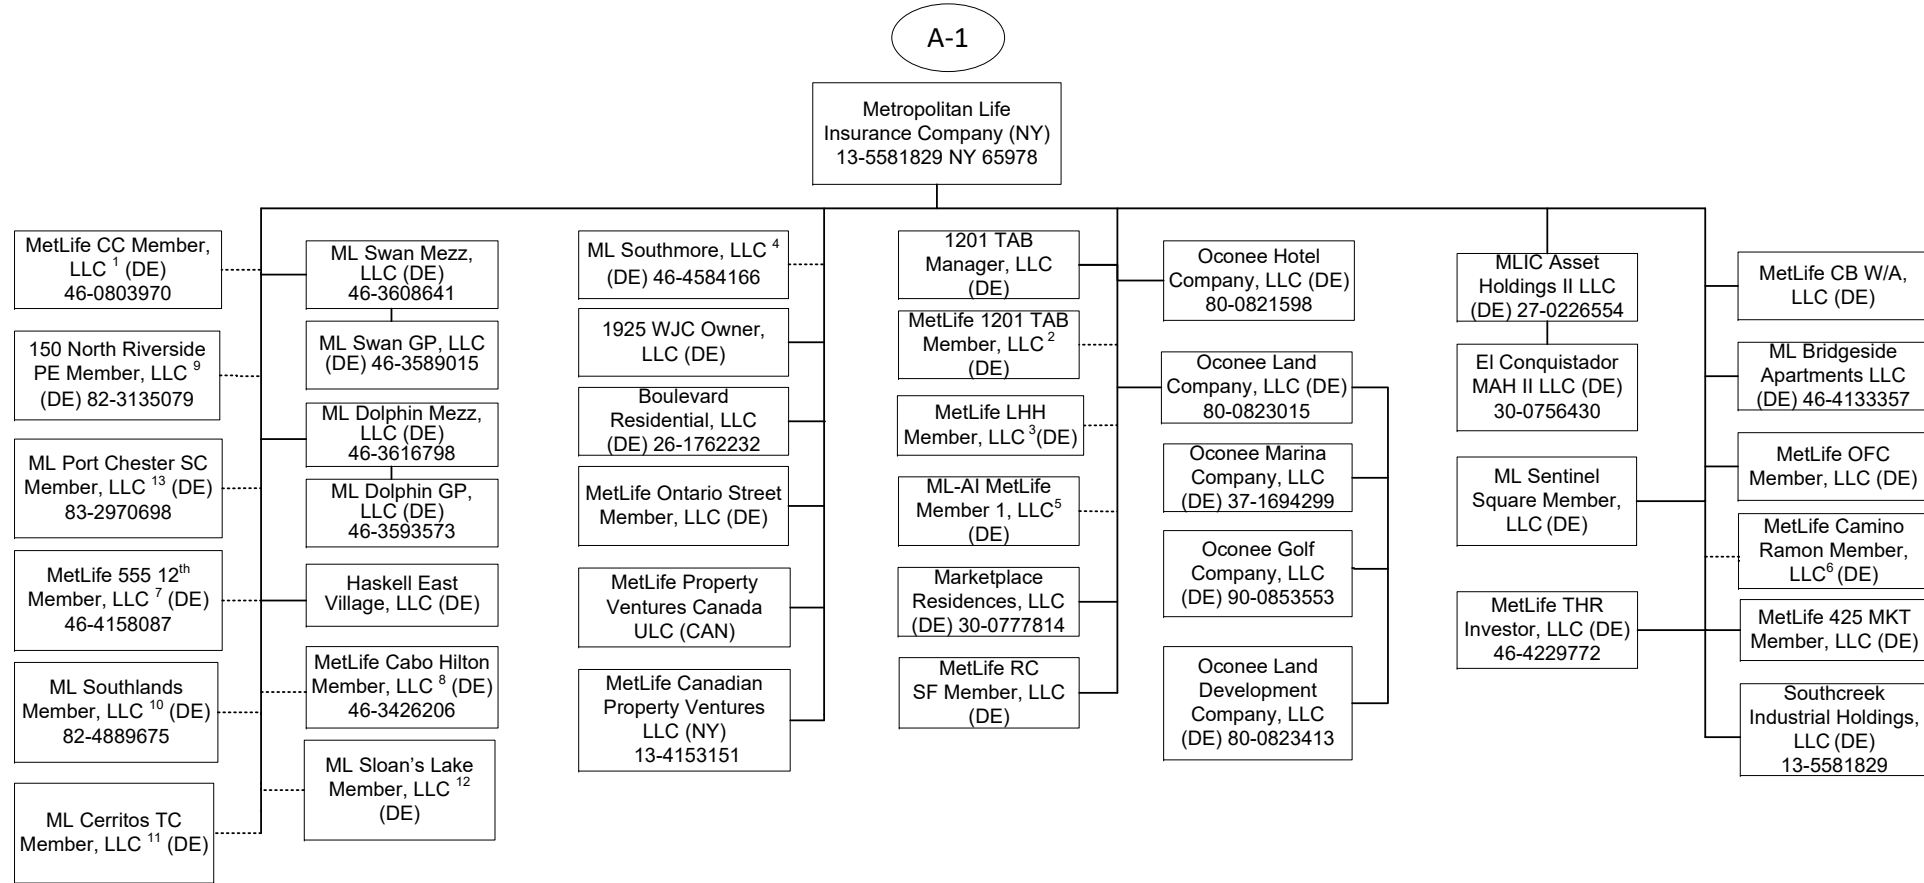 A-1
Metropolitan Life
Insurance Company (NY)
13-5581829 NY 65978
MetLife CC Member,
LLC 1 (DE)
46-0803970
150 North Riverside
PE Member, LLC 9
(DE) 82-3135079
ML Port Chester SC
Member, LLC 13 (DE)
83-2970698
MetLife 555 12th
Member, LLC 7 (DE)
46-4158087
ML Southlands
Member, LLC 10 (DE)
82-4889675
ML Cerritos TC
Member, LLC 11 (DE)
ML Swan Mezz,
LLC (DE)
46-3608641
ML Swan GP, LLC
(DE) 46-3589015
ML Dolphin Mezz,
LLC (DE)
46-3616798
ML Dolphin GP,
LLC (DE)
46-3593573
Haskell East
Village, LLC (DE)
MetLife Cabo Hilton
Member, LLC 8 (DE)
46-3426206
ML Sloan's Lake
Member, LLC 12
(DE)
ML Southmore, LLC 4
(DE) 46-4584166
1925 WJC Owner,
LLC (DE)
Boulevard
Residential, LLC
(DE) 26-1762232
MetLife Ontario Street
Member, LLC (DE)
MetLife Property
Ventures Canada
ULC (CAN)
MetLife Canadian
Property Ventures
LLC (NY)
13-4153151
1201 TAB
Manager, LLC
(DE)
MetLife 1201 TAB
Member, LLC 2
(DE)
MetLife LHH
Member, LLC 3 (DE)
ML-AI MetLife
Member 1, LLC5
(DE)
Marketplace
Residences, LLC
(DE) 30-0777814
MetLife RC
SF Member, LLC
(DE)
Oconee Hotel
Company, LLC (DE)
80-0821598
Oconee Land
Company, LLC (DE)
80-0823015
Oconee Marina
Company, LLC
(DE) 37-1694299
Oconee Golf
Company, LLC
(DE) 90-0853553
Oconee Land
Development
Company, LLC
(DE) 80-0823413
MLIC Asset
Holdings II LLC
(DE) 27-0226554
El Conquistador
MAH II LLC (DE)
30-0756430
ML Sentinel
Square Member,
LLC (DE)
MetLife THR
Investor, LLC (DE)
46-4229772
MetLife CB W/A,
LLC (DE)
ML Bridgeside
Apartments LLC
(DE) 46-4133357
MetLife OFC
Member, LLC (DE)
MetLife Camino
Ramon Member,
LLC6 (DE)
MetLife 425 MKT
Member, LLC (DE)
Southcreek
Industrial Holdings,
LLC (DE)
13-5581829